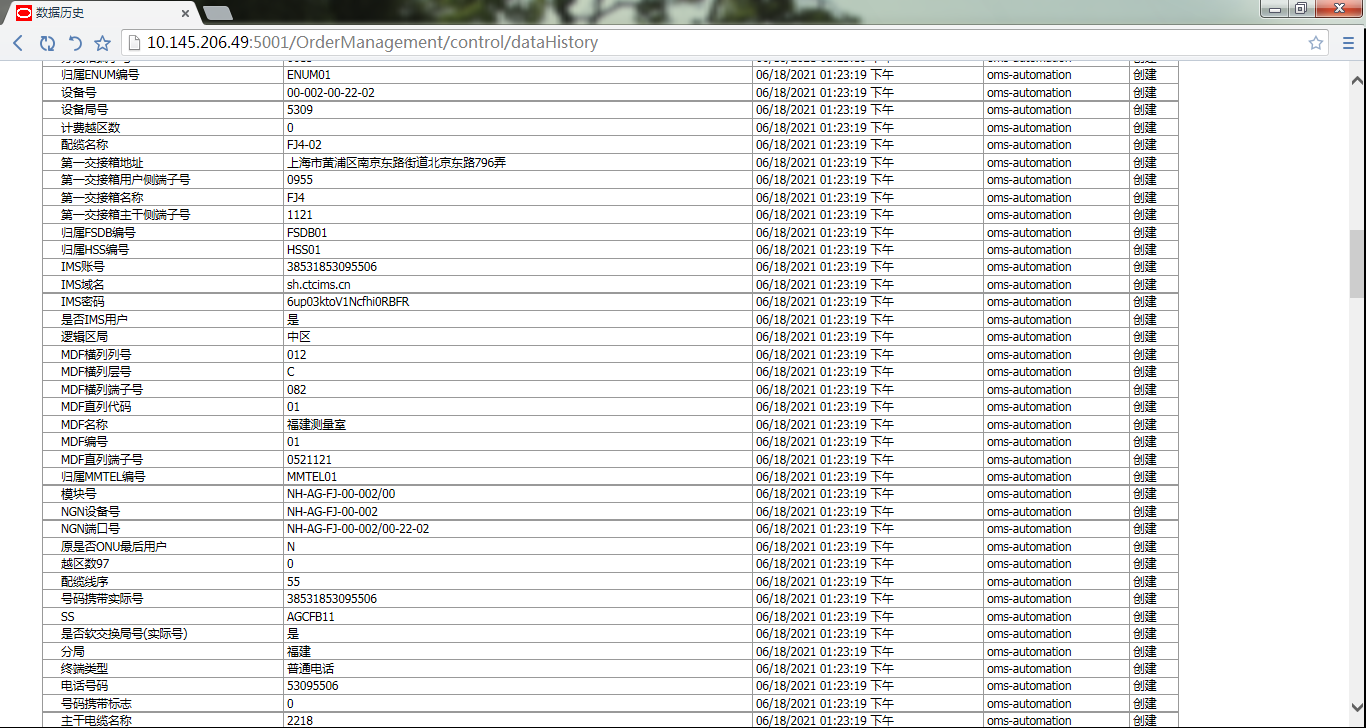 数据历史
10.145.206.49:5001/OrderManagement/control/dataHistory
归属ENUM编号 ENUM01 06/18/2021 01:23:19 下午 oms-automation 创建
设备号 00-002-00-22-02 06/18/2021 01:23:19 下午 oms-automation 创建
设备局号 5309 06/18/2021 01:23:19 下午 oms-automation 创建
计费越区数 0 06/18/2021 01:23:19 下午 oms-automation 创建
配缆名称 FJ4-02 06/18/2021 01:23:19 下午 oms-automation 创建
第一交接箱地址 上海市黄浦区南京东路街道北京东路796弄 06/18/2021 01:23:19 下午 oms-automation 创建
第一交接箱用户侧端子号 0955 06/18/2021 01:23:19 下午 oms-automation 创建
第一交接箱名称 FJ4 06/18/2021 01:23:19 下午 oms-automation 创建
第一交接箱主干侧端子号 1121 06/18/2021 01:23:19 下午 oms-automation 创建
归属FSDB编号 FSDB01 06/18/2021 01:23:19 下午 oms-automation 创建
归属HSS编号 HSS01 06/18/2021 01:23:19 下午 oms-automation 创建
IMS账号 38531853095506 06/18/2021 01:23:19 下午 oms-automation 创建
IMS域名 sh.ctcims.cn 06/18/2021 01:23:19 下午 oms-automation 创建
IMS密码 6up03ktoV1Ncfhi0RBFR 06/18/2021 01:23:19 下午 oms-automation 创建
是否IMS用户 是 06/18/2021 01:23:19 下午 oms-automation 创建
逻辑区局 中区 06/18/2021 01:23:19 下午 oms-automation 创建
MDF横列列号 012 06/18/2021 01:23:19 下午 oms-automation 创建
MDF横列层号 C 06/18/2021 01:23:19 下午 oms-automation 创建
MDF横列端子号 082 06/18/2021 01:23:19 下午 oms-automation 创建
MDF直列代码 01 06/18/2021 01:23:19 下午 oms-automation 创建
MDF名称 福建测量室 06/18/2021 01:23:19 下午 oms-automation 创建
MDF编号 01 06/18/2021 01:23:19 下午 oms-automation 创建
MDF直列端子号 0521121 06/18/2021 01:23:19 下午 oms-automation 创建
归属MMTEL编号 MMTEL01 06/18/2021 01:23:19 下午 oms-automation 创建
模块号 NH-AG-FJ-00-002/00 06/18/2021 01:23:19 下午 oms-automation 创建
NGN设备号 NH-AG-FJ-00-002 06/18/2021 01:23:19 下午 oms-automation 创建
NGN端口号 NH-AG-FJ-00-002/00-22-02 06/18/2021 01:23:19 下午 oms-automation 创建
原是否ONU最后用户 N 06/18/2021 01:23:19 下午 oms-automation 创建
越区数97 0 06/18/2021 01:23:19 下午 oms-automation 创建
配缆线序 55 06/18/2021 01:23:19 下午 oms-automation 创建
号码携带实际号 38531853095506 06/18/2021 01:23:19 下午 oms-automation 创建
SS AGCFB11 06/18/2021 01:23:19 下午 oms-automation 创建
是否软交换局号(实际号) 是 06/18/2021 01:23:19 下午 oms-automation 创建
分局 福建 06/18/2021 01:23:19 下午 oms-automation 创建
终端类型 普通电话 06/18/2021 01:23:19 下午 oms-automation 创建
电话号码 53095506 06/18/2021 01:23:19 下午 oms-automation 创建
号码携带标志 0 06/18/2021 01:23:19 下午 oms-automation 创建
主干电缆名称 2218 06/18/2021 01:23:19 下午 oms-automation 创建